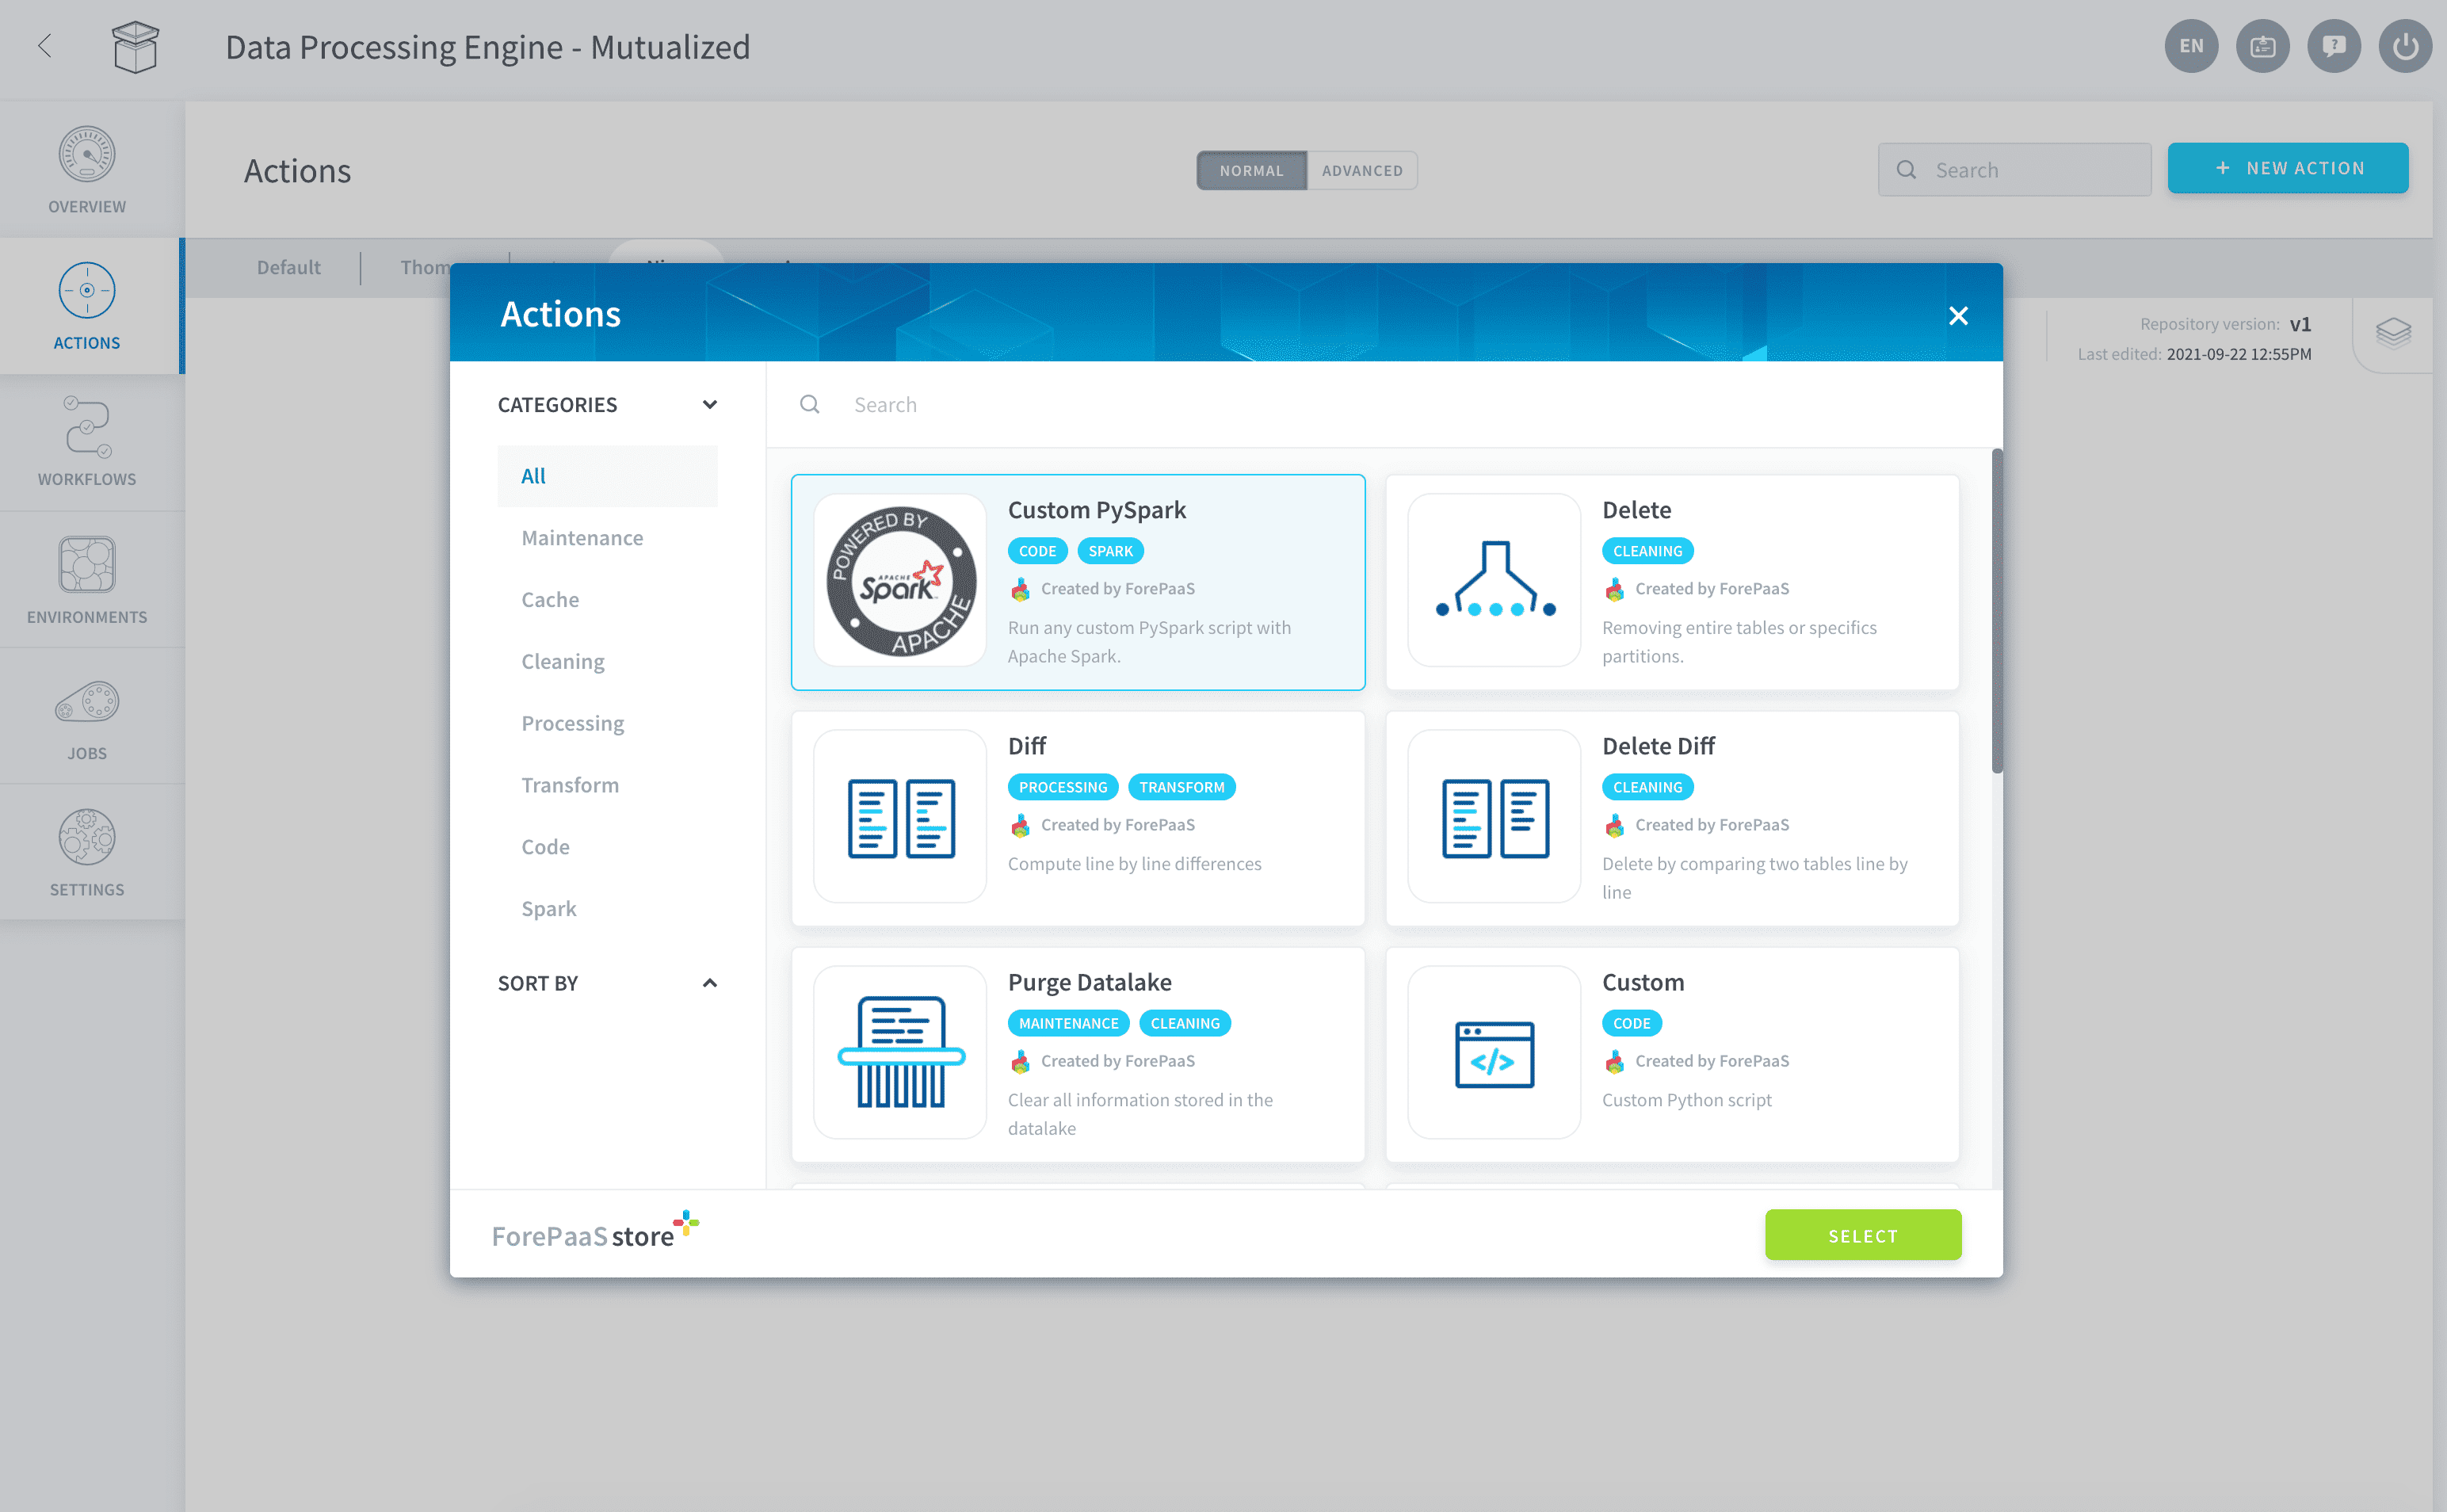 Data Processing Engine - Mutualized
EN
OVERVIEW
ACTIONS
WORKFLOWS
ENVIRONMENTS
JOBS
SETTINGS
Actions
NORMAL
ADVANCED
Search
+ NEW ACTION
Default
Thom
Repository version: v1
Last edited: 2021-09-22 12:55PM
Actions
CATEGORIES
All
Maintenance
Cache
Cleaning
Processing
Transform
Code
Spark
SORT BY
Search
POWERED BY
APACHE
Spark
APACHE
Custom PySpark
CODE SPARK
Created by ForePaaS
Run any custom PySpark script with
Apache Spark.
Delete
CLEANING
Created by ForePaaS
Removing entire tables or specifics
partitions.
Diff
PROCESSING TRANSFORM
Created by ForePaaS
Compute line by line differences
Delete Diff
CLEANING
Created by ForePaaS
Delete by comparing two tables line by
line
Purge Datalake
MAINTENANCE CLEANING
Created by ForePaaS
Clear all information stored in the
datalake
Custom
CODE
Created by ForePaaS
Custom Python script
ForePaaS store
SELECT